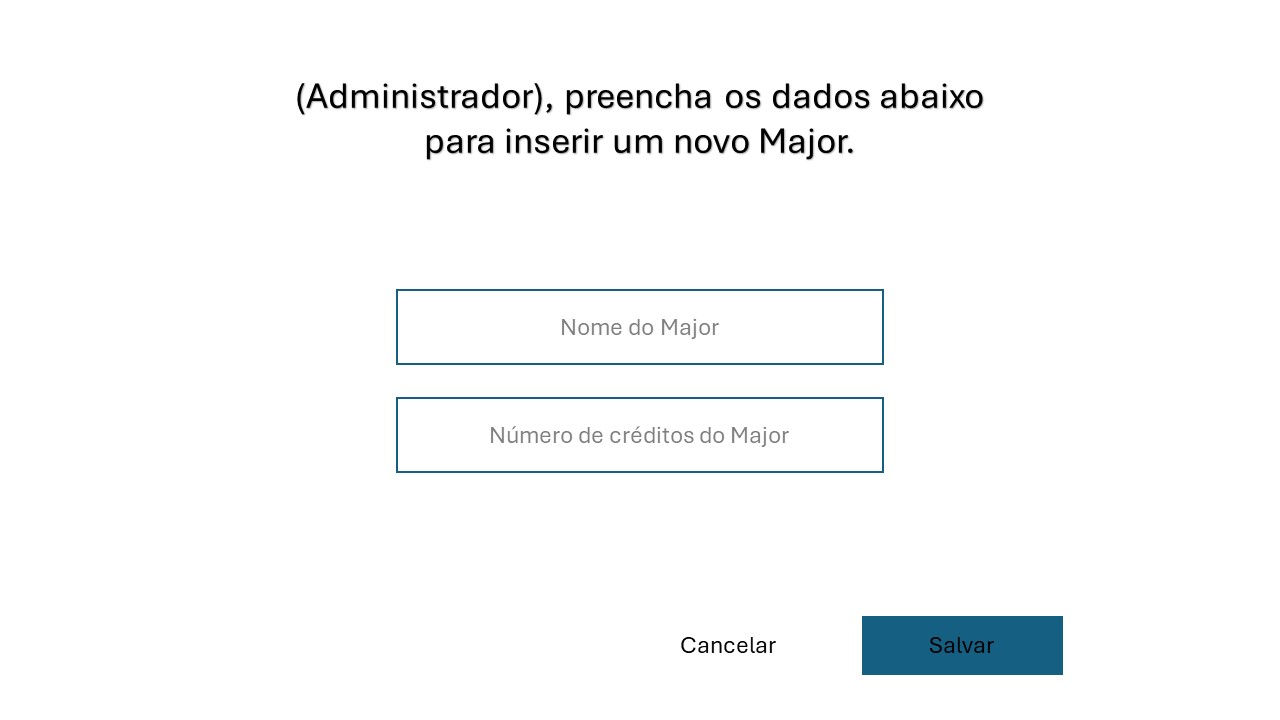 (Administrador), preencha os dados abaixo
para inserir um novo Major.
Nome do Major
Número de créditos do Major
Cancelar
Salvar